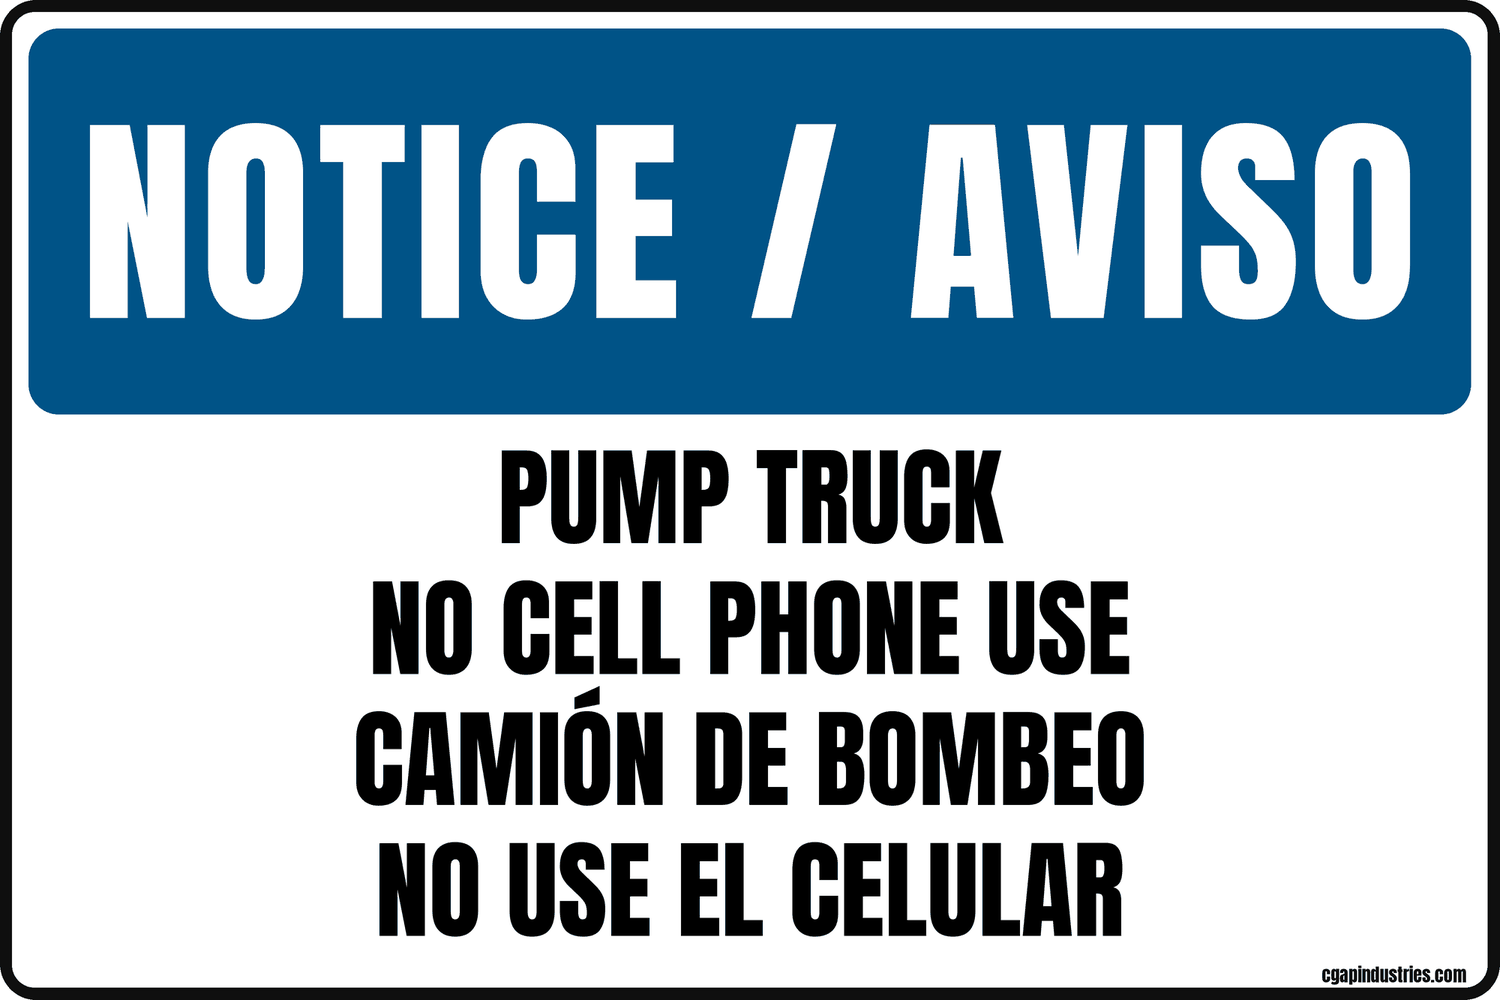 NOTICE / AVISO
PUMP TRUCK
NO CELL PHONE USE
CAMIÓN DE BOMBEO
NO USE EL CELULAR
cgapindustries.com